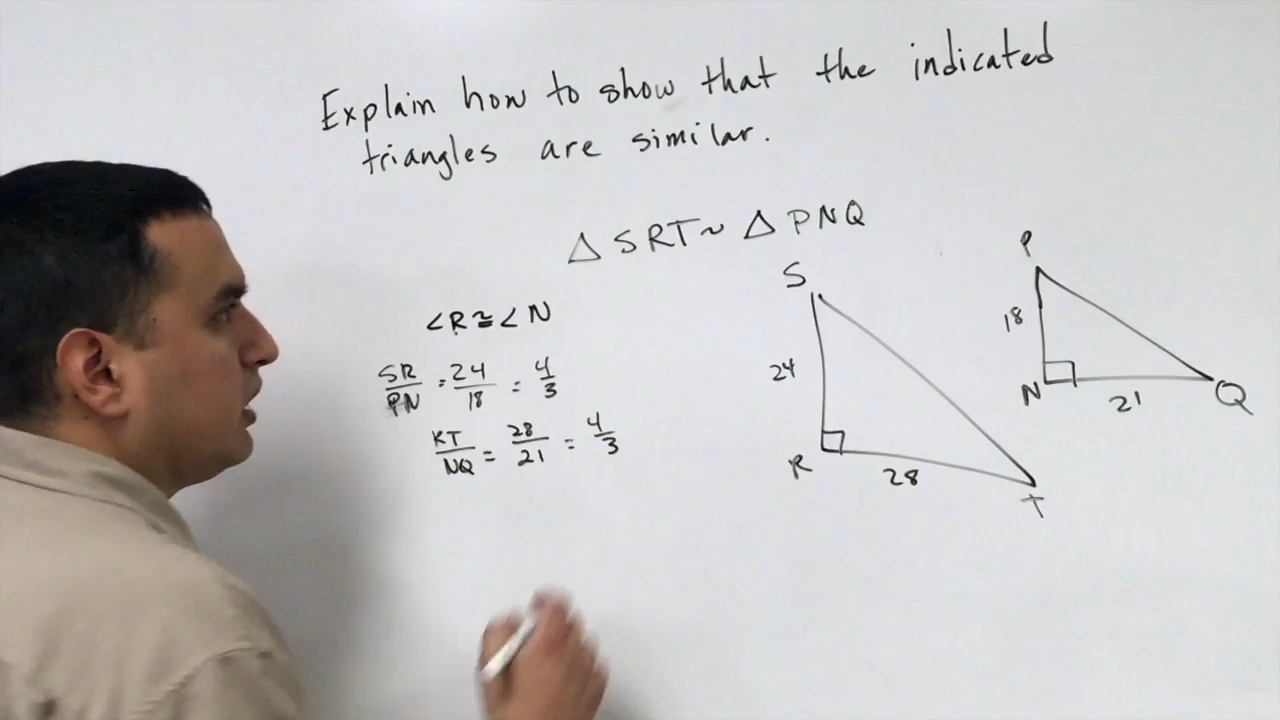 Explain how to show that the indicated
triangles are similar.
△ SRT ~ △ PNQ
∠R ≅ ∠N
SR/PN = 24/18 = 4/3
RT/NQ = 28/21 = 4/3
S
24
R
28
T
P
18
N
21
Q